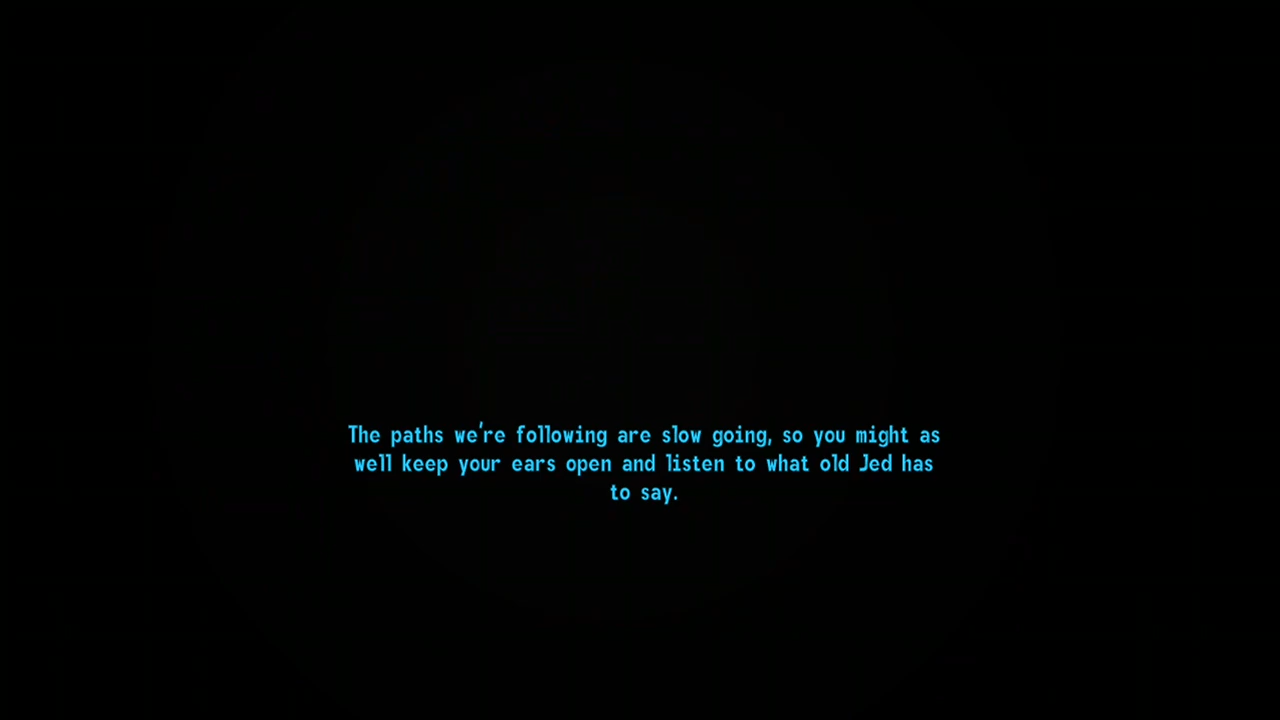 The paths we're following are slow going, so you might as
well keep your ears open and listen to what old Jed has
to say.